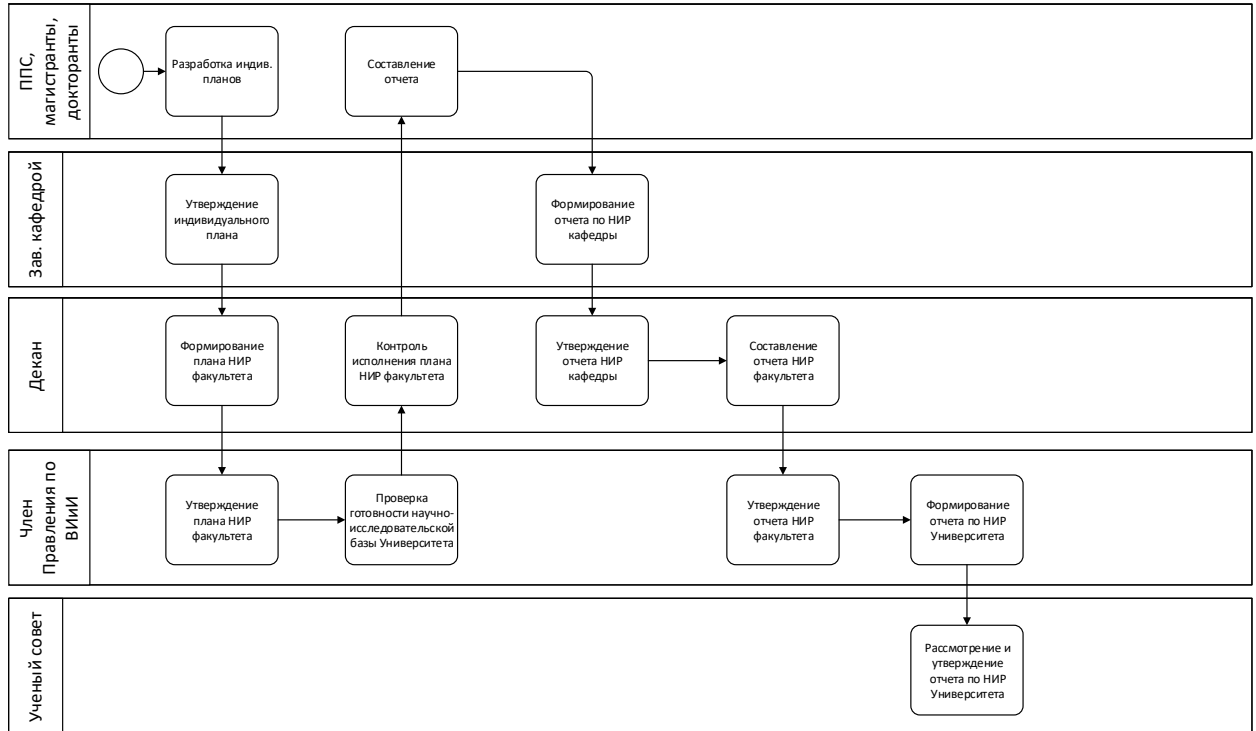 ППС,
магистранты,
докторанты
Разработка индив.
планов
Составление
отчета
Зав. кафедрой
Утверждение
индивидуального
плана
Формирование
отчета по НИР
кафедры
Декан
Формирование
плана НИР
факультета
Контроль
исполнения плана
НИР факультета
Утверждение
отчета НИР
кафедры
Составление
отчета НИР
факультета
Член
Правления по
ВИиИ
Утверждение
плана НИР
факультета
Проверка
готовности научно-
исследовательской
базы Университета
Утверждение
отчета НИР
факультета
Формирование
отчета по НИР
Университета
Ученый совет
Рассмотрение и
утверждение
отчета по НИР
Университета